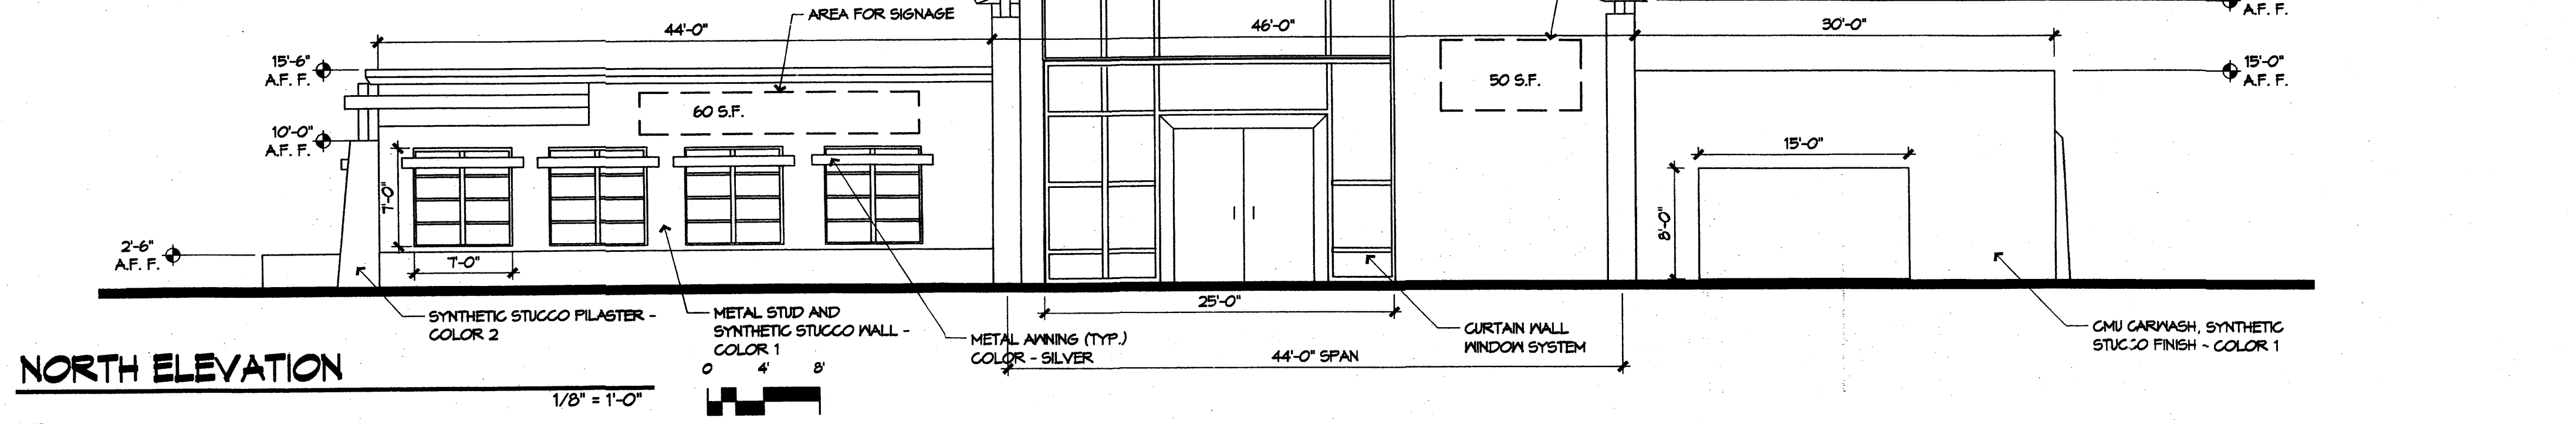 AREA FOR SIGNAGE
A.F. F.
44'-0"
46'-0"
30'-0"
15'-6"
A.F. F.
15'-0"
A.F. F.
50 S.F.
60 S.F.
10'-0"
A.F. F.
15'-0"
7'-0"
8'-0"
2'-6"
A.F. F.
7'-0"
25'-0"
SYNTHETIC STUCCO PILASTER -
COLOR 2
METAL STUD AND
SYNTHETIC STUCCO WALL -
COLOR 1
METAL AWNING (TYP.)
COLOR - SILVER
CURTAIN WALL
WINDOW SYSTEM
CMU CARWASH, SYNTHETIC
STUCCO FINISH - COLOR 1
44'-0" SPAN
NORTH ELEVATION
1/8" = 1'-0"
0 4' 8'